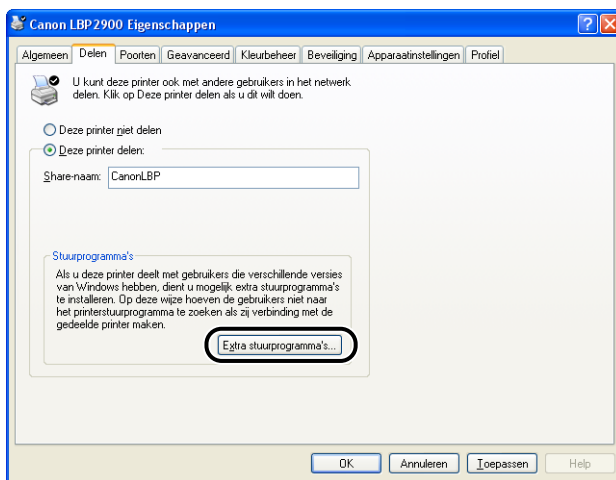 Canon LBP2900 Eigenschappen
Algemeen Delen Poorten Geavanceerd Kleurbeheer Beveiliging Apparaatinstellingen Profiel
U kunt deze printer ook met andere gebruikers in het netwerk
delen. Klik op Deze printer delen als u dit wilt doen.
Deze printer niet delen
Deze printer delen:
Share-naam: CanonLBP
Stuurprogramma's
Als u deze printer deelt met gebruikers die verschillende versies
van Windows hebben, dient u mogelijk extra stuurprogramma's
te installeren. Op deze wijze hoeven de gebruikers niet naar
het printerstuurprogramma te zoeken als zij verbinding met de
gedeelde printer maken.
Extra stuurprogramma's...
OK Annuleren Toepassen Help